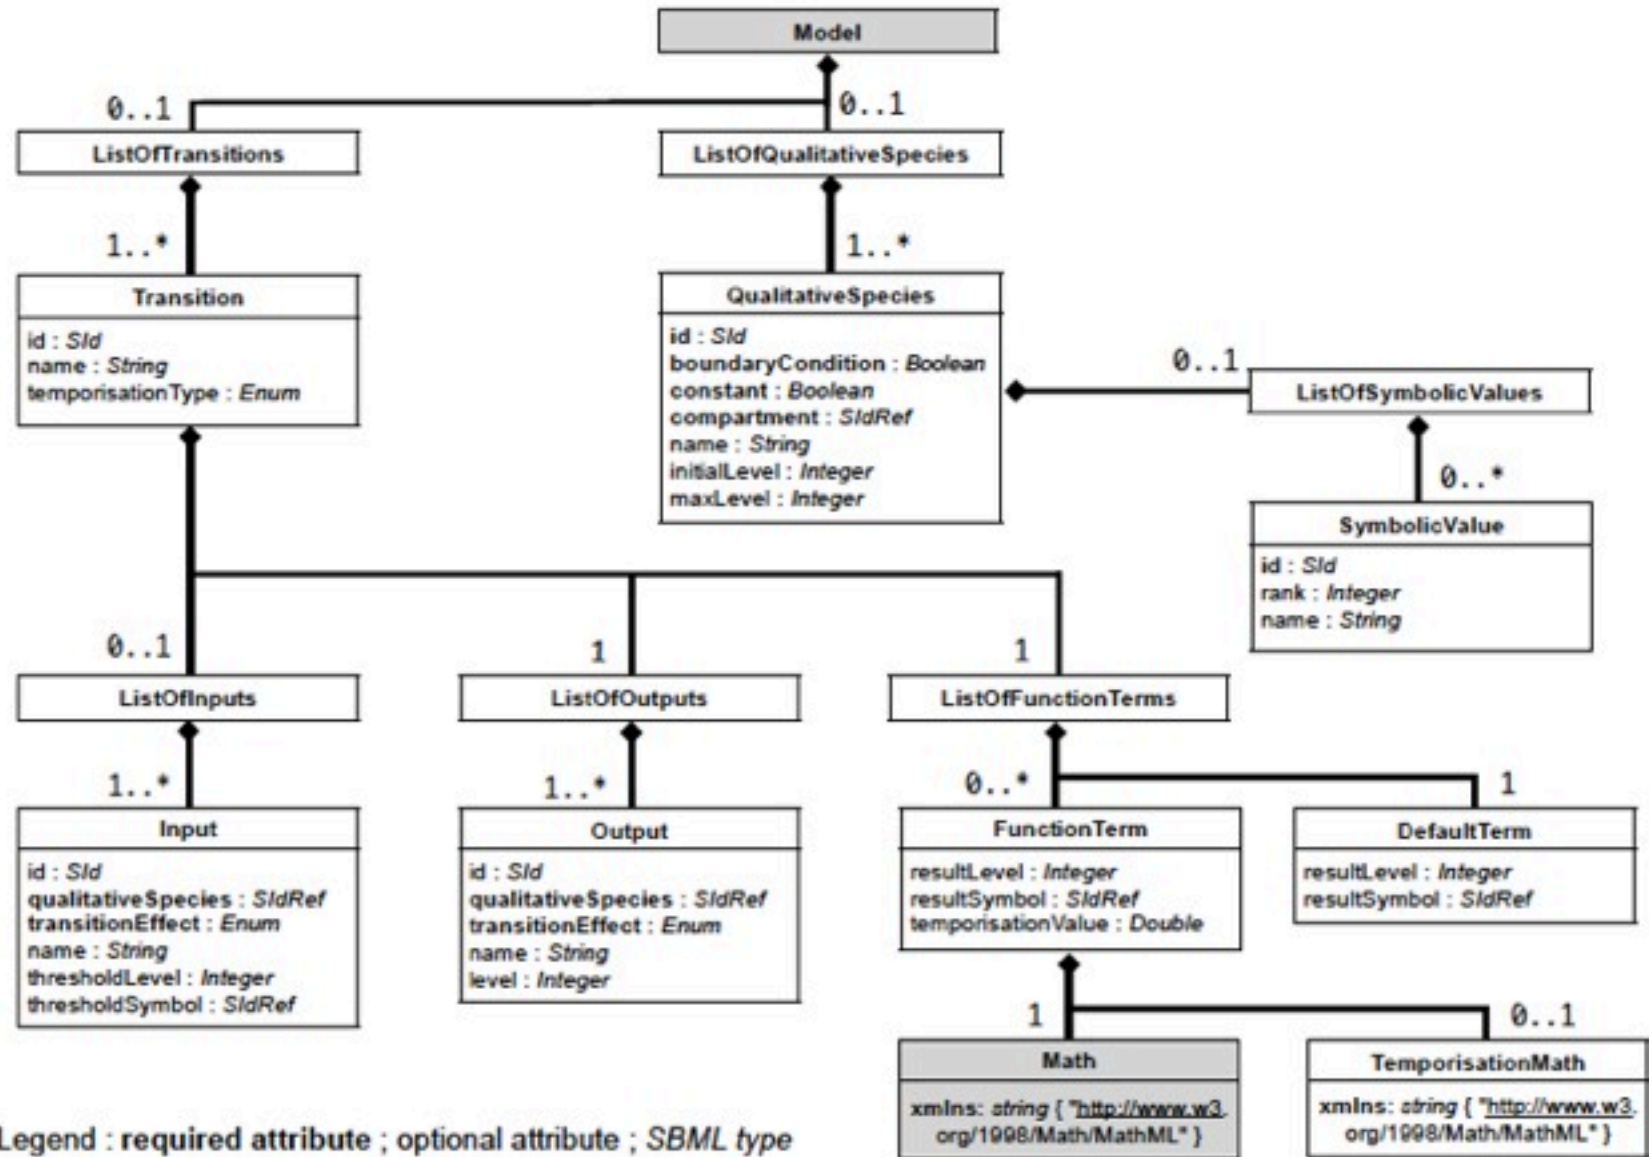 Model
0..1
0..1
ListOfTransitions
ListOfQualitativeSpecies
1..*
1..*
Transition
id : SId
name : String
temporisationType : Enum
QualitativeSpecies
id : SId
boundaryCondition : Boolean
constant : Boolean
compartment : SIdRef
name : String
initialLevel : Integer
maxLevel : Integer
0..1
ListOfSymbolicValues
0..*
SymbolicValue
id : SId
rank : Integer
name : String
0..1
1
1
ListOfInputs
ListOfOutputs
ListOfFunctionTerms
1..*
1..*
0..*
1
Input
id : SId
qualitativeSpecies : SIdRef
transitionEffect : Enum
name : String
thresholdLevel : Integer
thresholdSymbol : SIdRef
Output
id : SId
qualitativeSpecies : SIdRef
transitionEffect : Enum
name : String
level : Integer
FunctionTerm
resultLevel : Integer
resultSymbol : SIdRef
temporisationValue : Double
DefaultTerm
resultLevel : Integer
resultSymbol : SIdRef
1
0..1
Math
xmlns: string { "http://www.w3.
org/1998/Math/MathML" }
TemporisationMath
xmlns: string { "http://www.w3.
org/1998/Math/MathML" }
Legend : required attribute ; optional attribute ; SBML type